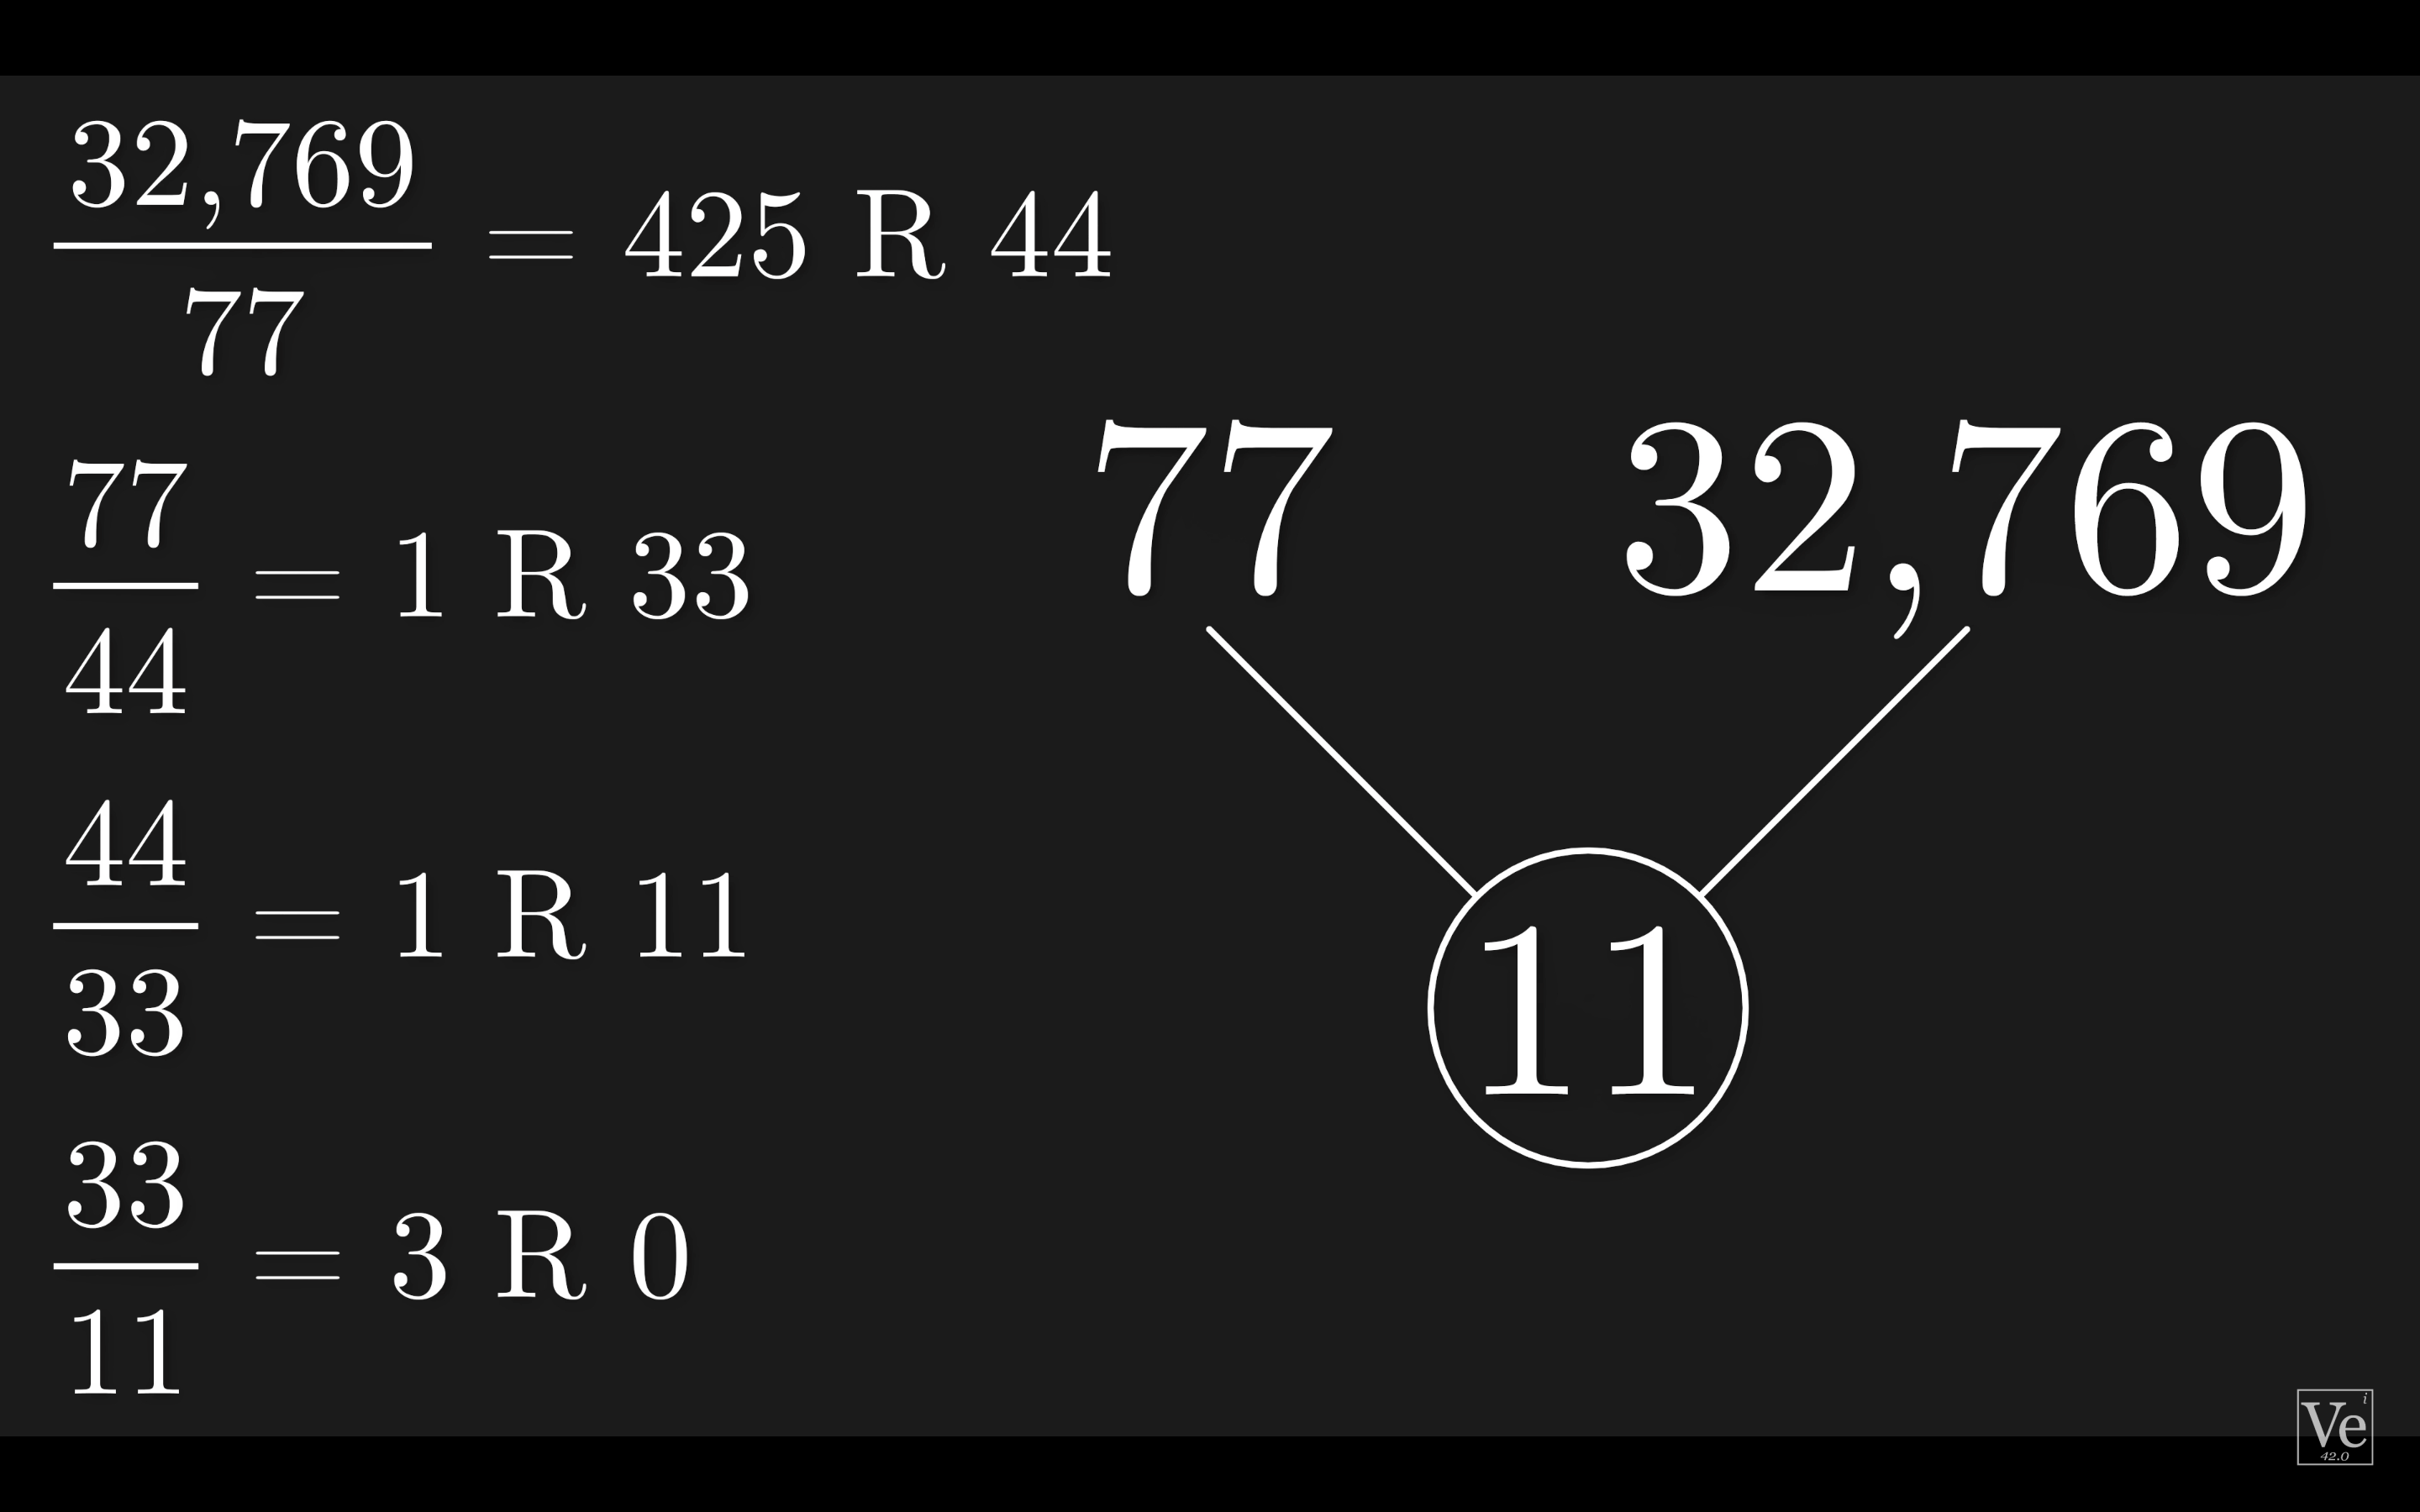 32,769
77
= 425 R 44
77
44
= 1 R 33
44
33
= 1 R 11
33
11
= 3 R 0
77 32,769
11
i
Ve
42.0